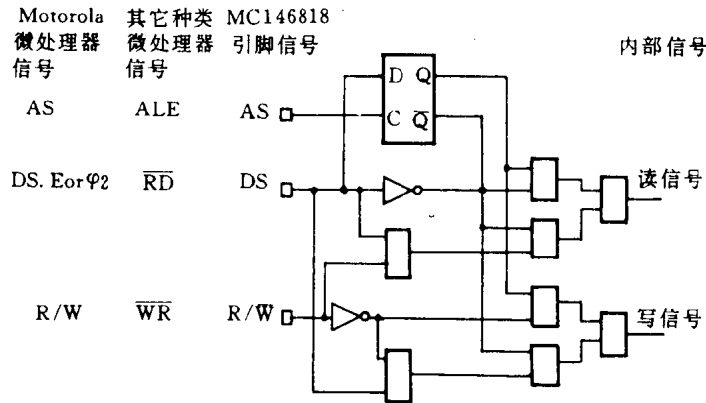 Motorola 其它种类 MC146818
微处理器 微处理器 引脚信号 内部信号
信号 信号
D Q
AS ALE AS C Q̅
DS. Eorφ2 R̅D̅ DS 读信号
R/W W̅R̅ R/W̅ 写信号